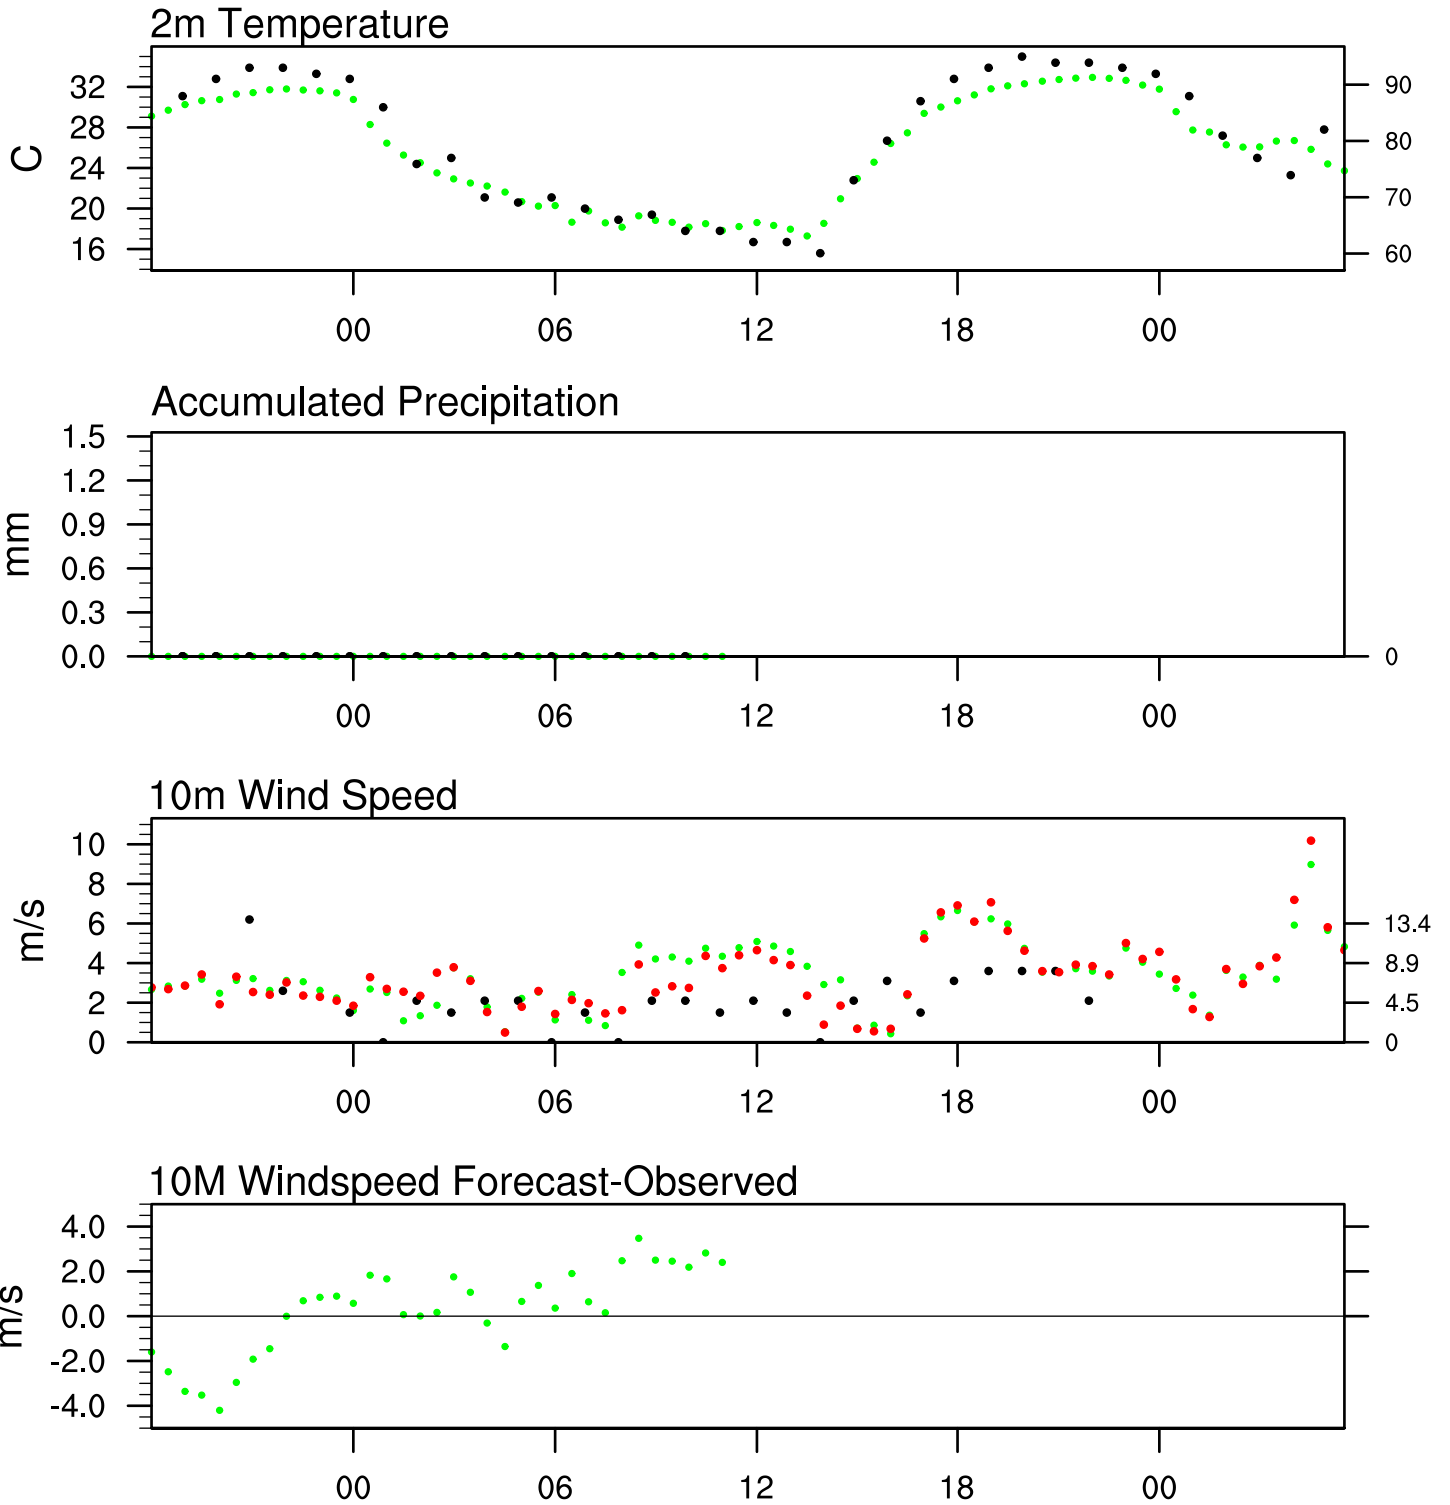 2m Temperature
C
32
28
24
20
16
90
80
70
60
00 06 12 18 00
Accumulated Precipitation
mm
1.5
1.2
0.9
0.6
0.3
0.0
0
00 06 12 18 00
10m Wind Speed
m/s
10
8
6
4
2
0
13.4
8.9
4.5
0
00 06 12 18 00
10M Windspeed Forecast-Observed
m/s
4.0
2.0
0.0
-2.0
-4.0
00 06 12 18 00